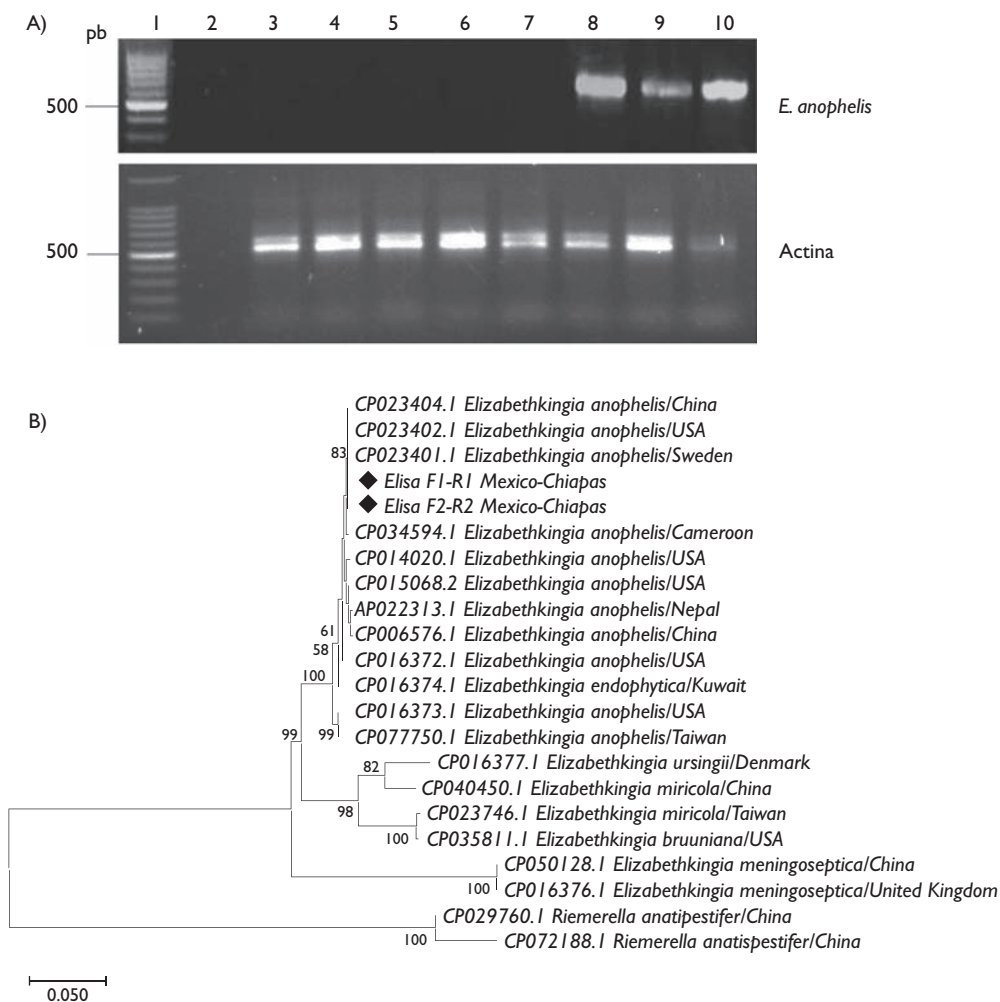 A)
pb 1 2 3 4 5 6 7 8 9 10
500
E. anophelis
500
Actina
B)
CP023404.1 Elizabethkingia anophelis/China
CP023402.1 Elizabethkingia anophelis/USA
83
CP023401.1 Elizabethkingia anophelis/Sweden
Elisa F1-R1 Mexico-Chiapas
Elisa F2-R2 Mexico-Chiapas
CP034594.1 Elizabethkingia anophelis/Cameroon
CP014020.1 Elizabethkingia anophelis/USA
CP015068.2 Elizabethkingia anophelis/USA
AP022313.1 Elizabethkingia anophelis/Nepal
61
CP006576.1 Elizabethkingia anophelis/China
58
CP016372.1 Elizabethkingia anophelis/USA
100
CP016374.1 Elizabethkingia endophytica/Kuwait
CP016373.1 Elizabethkingia anophelis/USA
99
99
CP077750.1 Elizabethkingia anophelis/Taiwan
CP016377.1 Elizabethkingia ursingii/Denmark
82
CP040450.1 Elizabethkingia miricola/China
98
CP023746.1 Elizabethkingia miricola/Taiwan
100
CP035811.1 Elizabethkingia bruuniana/USA
CP050128.1 Elizabethkingia meningoseptica/China
100
CP016376.1 Elizabethkingia meningoseptica/United Kingdom
CP029760.1 Riemerella anatipestifer/China
100
CP072188.1 Riemerella anatispestifer/China
0.050